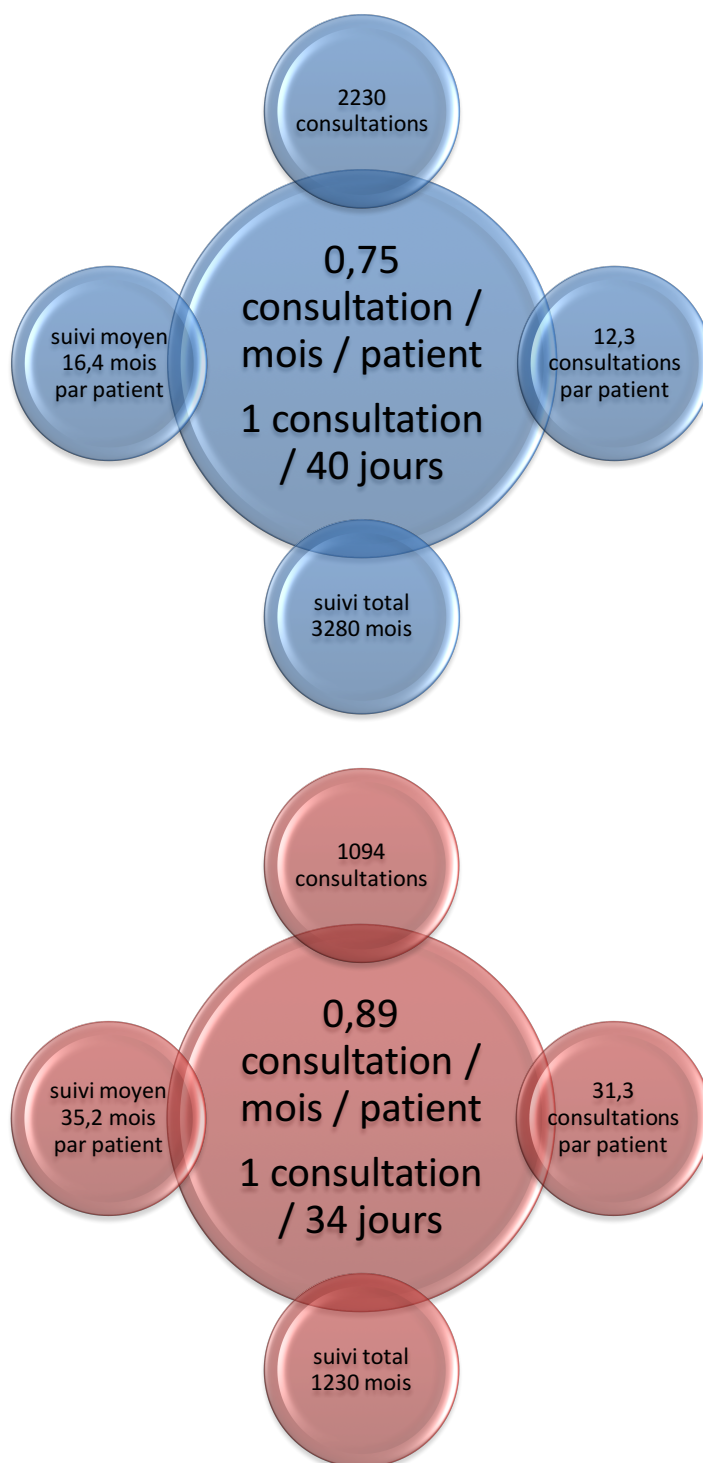 2230
consultations
0,75
consultation /
mois / patient
1 consultation
/ 40 jours
suivi moyen
16,4 mois
par patient
12,3
consultations
par patient
suivi total
3280 mois
1094
consultations
0,89
consultation /
mois / patient
1 consultation
/ 34 jours
suivi moyen
35,2 mois
par patient
31,3
consultations
par patient
suivi total
1230 mois